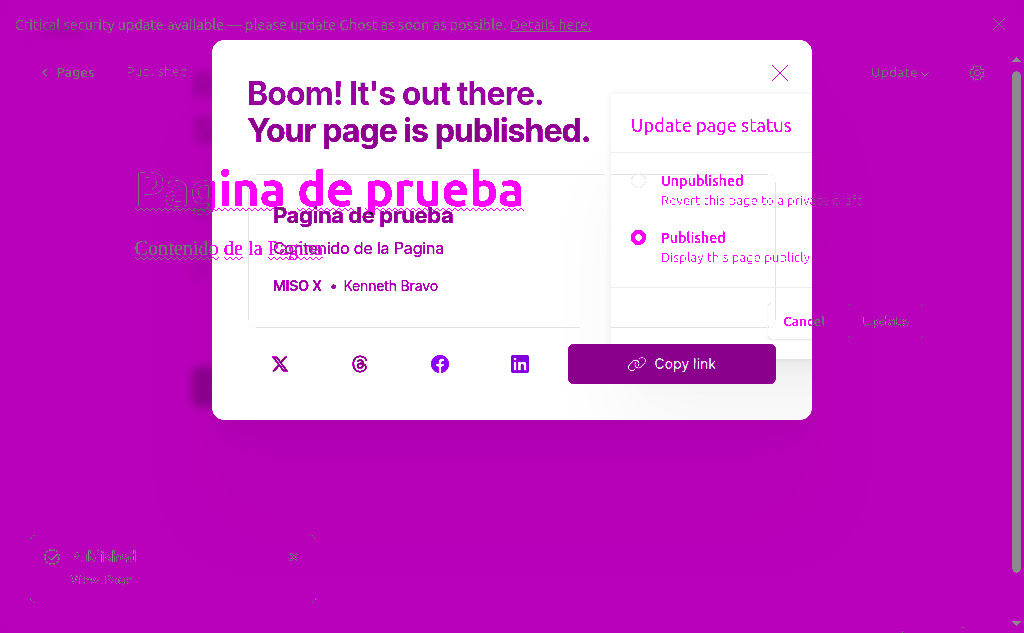 Critical security update available — please update Ghost as soon as possible. Details here.
Pages
Published
Update
Boom! It's out there.
Your page is published.
Update page status
Unpublished
Revert this page to a private draft
Pagina de prueba
Pagina de prueba
Published
Display this page publicly
Contenido de la Pagina
Contenido de la Pagina
MISO X • Kenneth Bravo
Cancel
Update
Copy link
Published
View Page